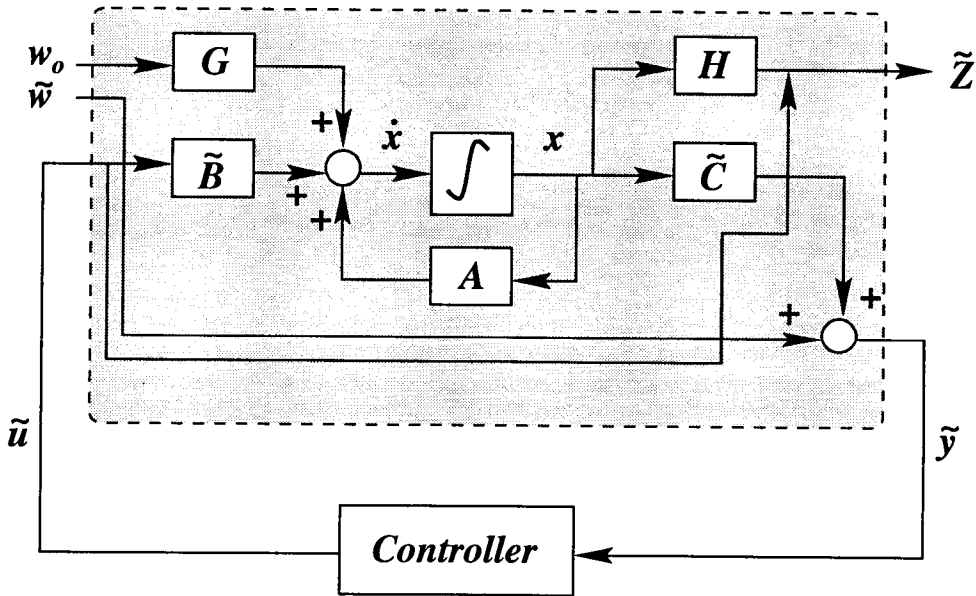 w_o
w̃
G
H
Z̃
+
ẋ
x
B̃
∫
C̃
+
+
A
+
+
ũ
ỹ
Controller